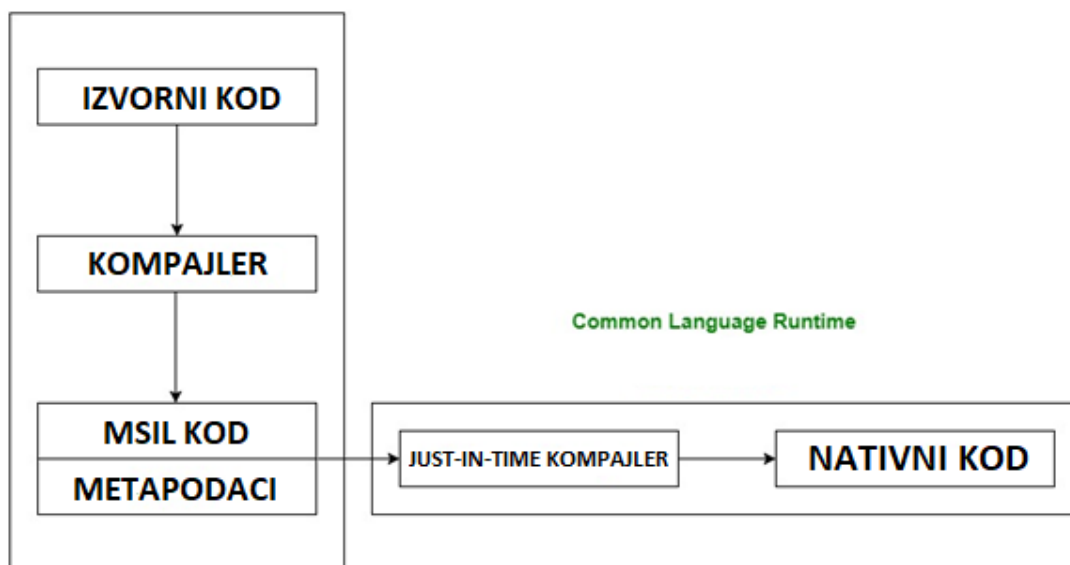 IZVORNI KOD
KOMPAJLER
Common Language Runtime
MSIL KOD
METAPODACI
JUST-IN-TIME KOMPAJLER
NATIVNI KOD